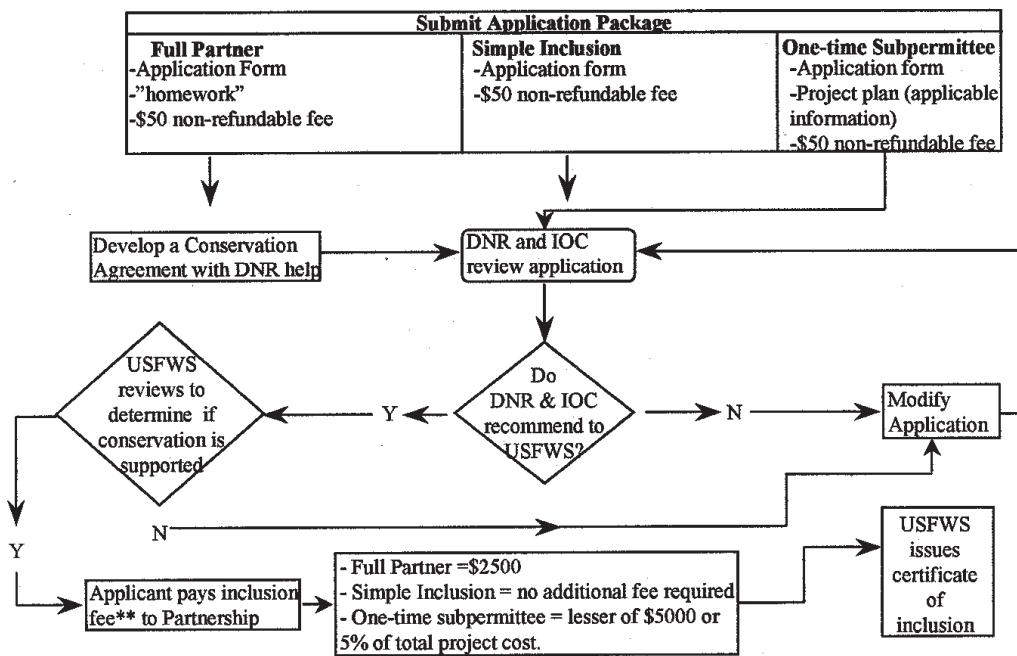 Submit Application Package
Full Partner
-Application Form
-"homework"
-$50 non-refundable fee
Simple Inclusion
-Application form
-$50 non-refundable fee
One-time Subpermittee
-Application form
-Project plan (applicable
information)
-$50 non-refundable fee
Develop a Conservation
Agreement with DNR help
DNR and IOC
review application
USFWS
reviews to
determine if
conservation is
supported
Y
Do
DNR & IOC
recommend to
USFWS?
N
Modify
Application
N
Y
Applicant pays inclusion
fee** to Partnership
- Full Partner =$2500
- Simple Inclusion = no additional fee required
- One-time subpermittee = lesser of $5000 or
5% of total project cost.
USFWS
issues
certificate
of
inclusion